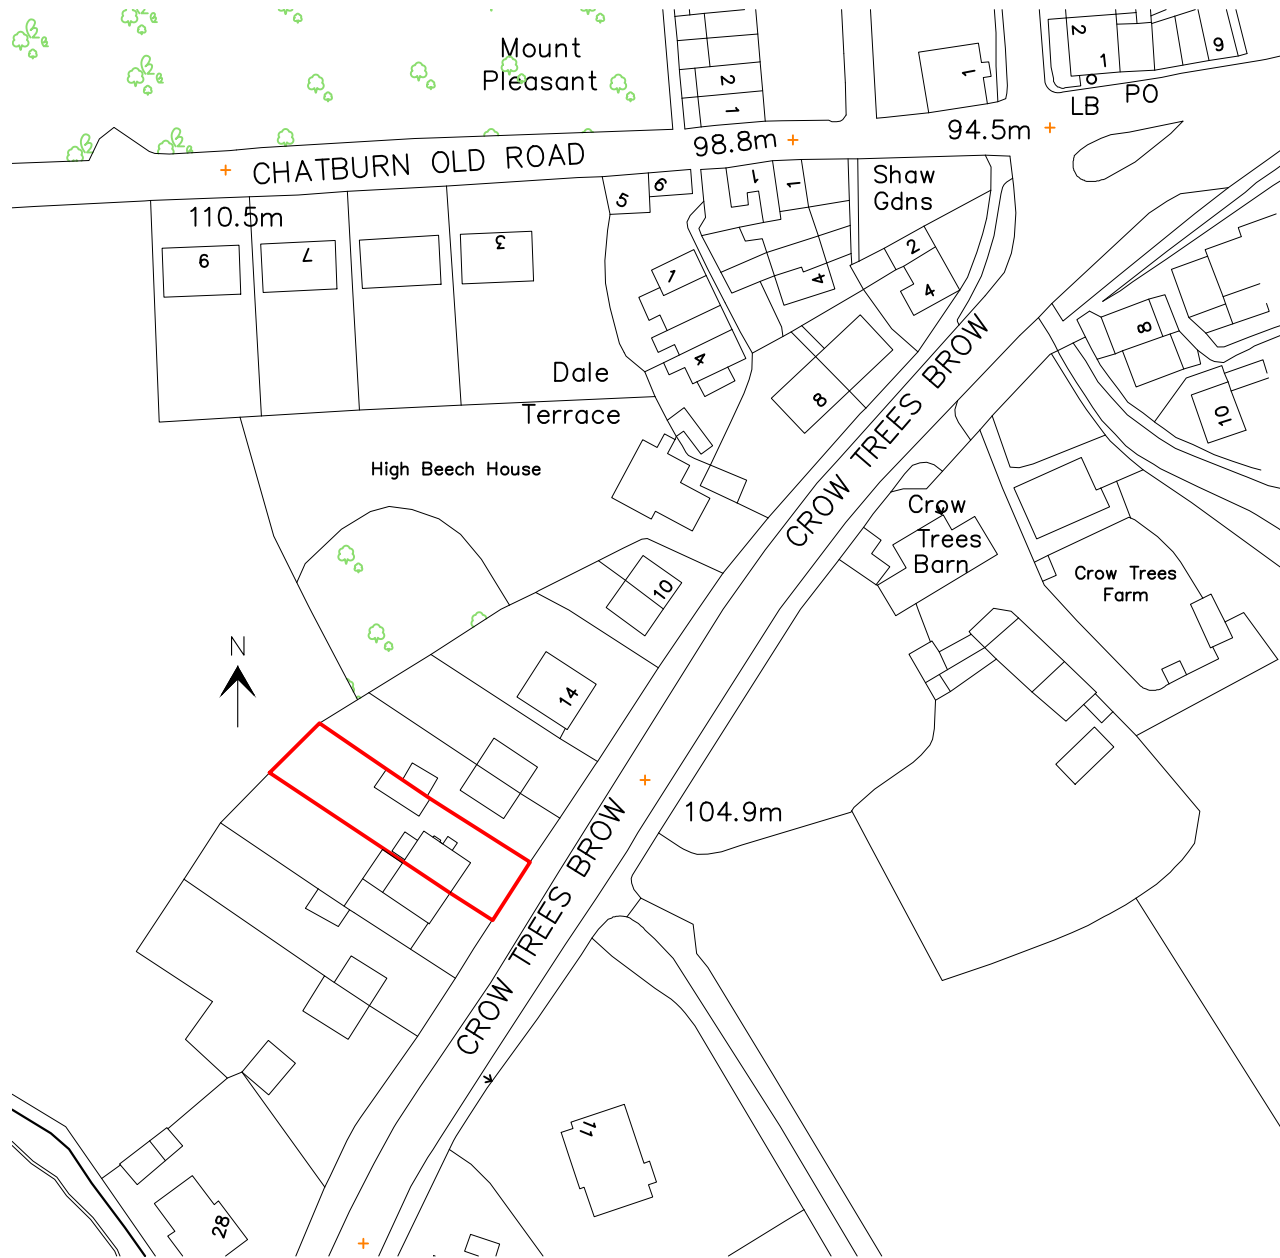 Mount
Pleasant
2
1
1
2
1
9
LB PO
98.8m
94.5m
CHATBURN OLD ROAD
110.5m
5
6
1
1
Shaw
Gdns
9
7
3
1
4
4
2
4
8
8
10
Dale
Terrace
CROW TREES BROW
High Beech House
Crow
Trees
Barn
Crow Trees
Farm
10
14
N
104.9m
CROW TREES BROW
11
28